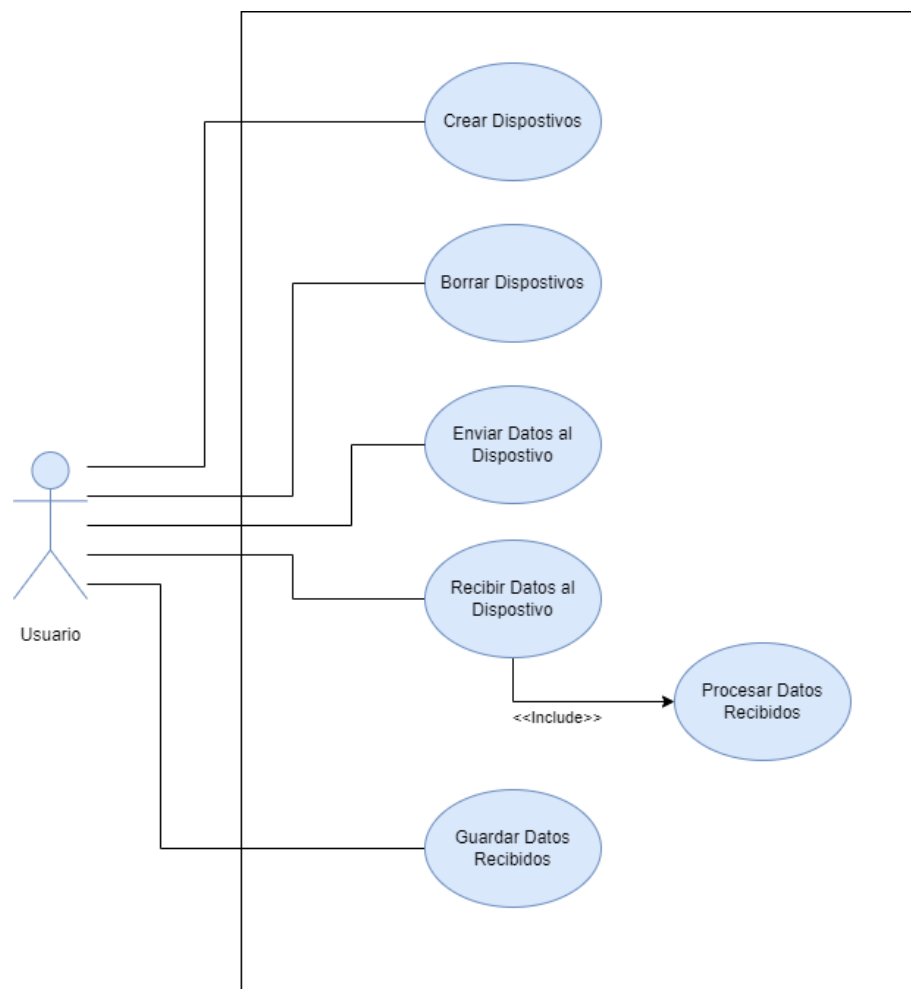 Crear Dispostivos
Borrar Dispostivos
Enviar Datos al
Dispostivo
Recibir Datos al
Dispostivo
Usuario
Procesar Datos
Recibidos
<<Include>>
Guardar Datos
Recibidos